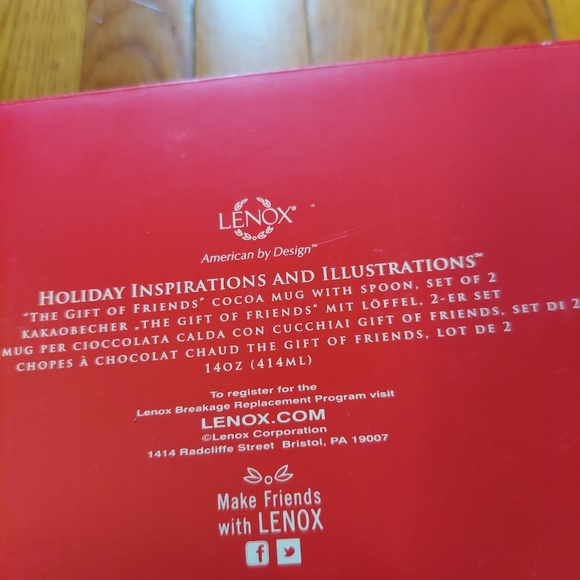 LENOX®
American by Design™
HOLIDAY INSPIRATIONS AND ILLUSTRATIONS℠
"THE GIFT OF FRIENDS" COCOA MUG WITH SPOON, SET OF 2
KAKAOBECHER „THE GIFT OF FRIENDS“ MIT LÖFFEL, 2-ER SET
MUG PER CIOCCOLATA CALDA CON CUCCHIAI GIFT OF FRIENDS, SET DI 2
CHOPES À CHOCOLAT CHAUD THE GIFT OF FRIENDS, LOT DE 2
14OZ (414ML)
To register for the
Lenox Breakage Replacement Program visit
LENOX.COM
©Lenox Corporation
1414 Radcliffe Street Bristol, PA 19007
Make Friends
with LENOX
f